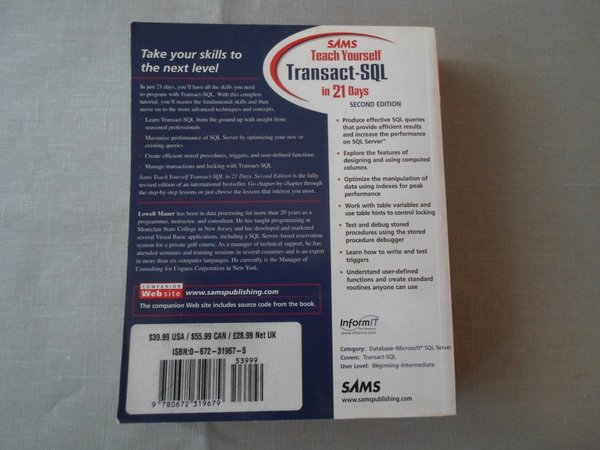 Take your skills to
the next level
In just 21 days, you'll have all the skills you need
to program with Transact-SQL. With this complete
tutorial, you'll master the fundamental skills and then
move on to the more advanced techniques and concepts.
• Learn Transact-SQL from the ground up with insight from
seasoned professionals
• Maximize performance of SQL Server by optimizing your new or
existing queries
• Create efficient stored procedures, triggers, and user-defined functions
• Manage transactions and locking with Transact-SQL
Sams Teach Yourself Transact-SQL in 21 Days, Second Edition is the fully
revised edition of an international bestseller. Go chapter-by-chapter through
the step-by-step lessons or just choose the lessons that interest you most.
Lowell Mauer has been in data processing for more than 20 years as a
programmer, instructor, and consultant. He has taught programming at
Montclair State College in New Jersey and has developed and marketed
several Visual Basic applications, including a SQL Server-based reservation
system for a private golf course. As a manager of technical support, he has
attended seminars and training sessions in several countries and is an expert
in more than six computer languages. He currently is the Manager of
Consulting for Cognos Corporation in New York.
COMPANION
Web site
www.samspublishing.com
The companion Web site includes source code from the book.
$39.99 USA / $55.99 CAN / £28.99 Net UK
ISBN:0-672-31967-5
53999
9 780672 319679
SAMS
Teach Yourself
Transact-SQL
in 21 Days
SECOND EDITION
• Produce effective SQL queries
that provide efficient results
and increase the performance
on SQL Server™
• Explore the features of
designing and using computed
columns
• Optimize the manipulation of
data using indexes for peak
performance
• Work with table variables and
use table hints to control locking
• Test and debug stored
procedures using the stored
procedure debugger
• Learn how to write and test
triggers
• Understand user-defined
functions and create standard
routines anyone can use
InformIT
www.informit.com
Category: Database–Microsoft® SQL Server
Covers: Transact-SQL
User Level: Beginning–Intermediate
SAMS
www.samspublishing.com